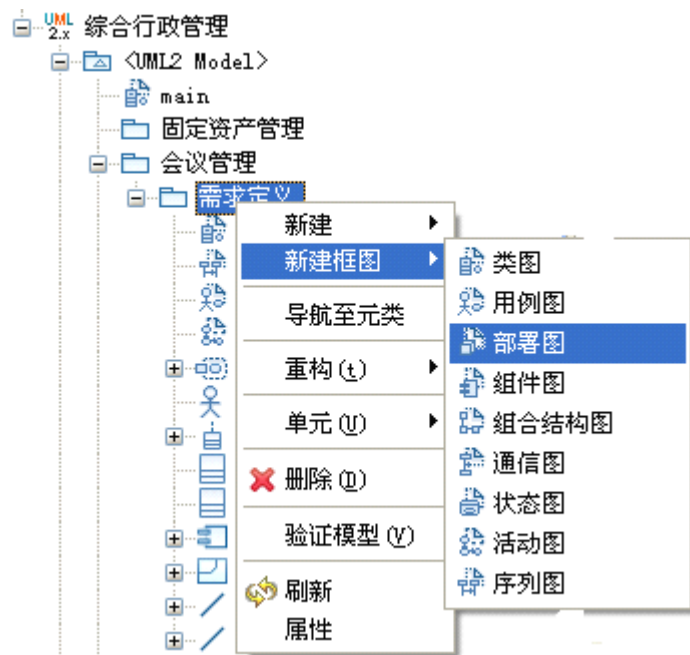 UML
2.x 综合行政管理
<UML2 Model>
main
固定资产管理
会议管理
需求定义
新建
新建框图
导航至元类
重构(t)
单元(U)
删除(D)
验证模型(V)
刷新
属性
类图
用例图
部署图
组件图
组合结构图
通信图
状态图
活动图
序列图